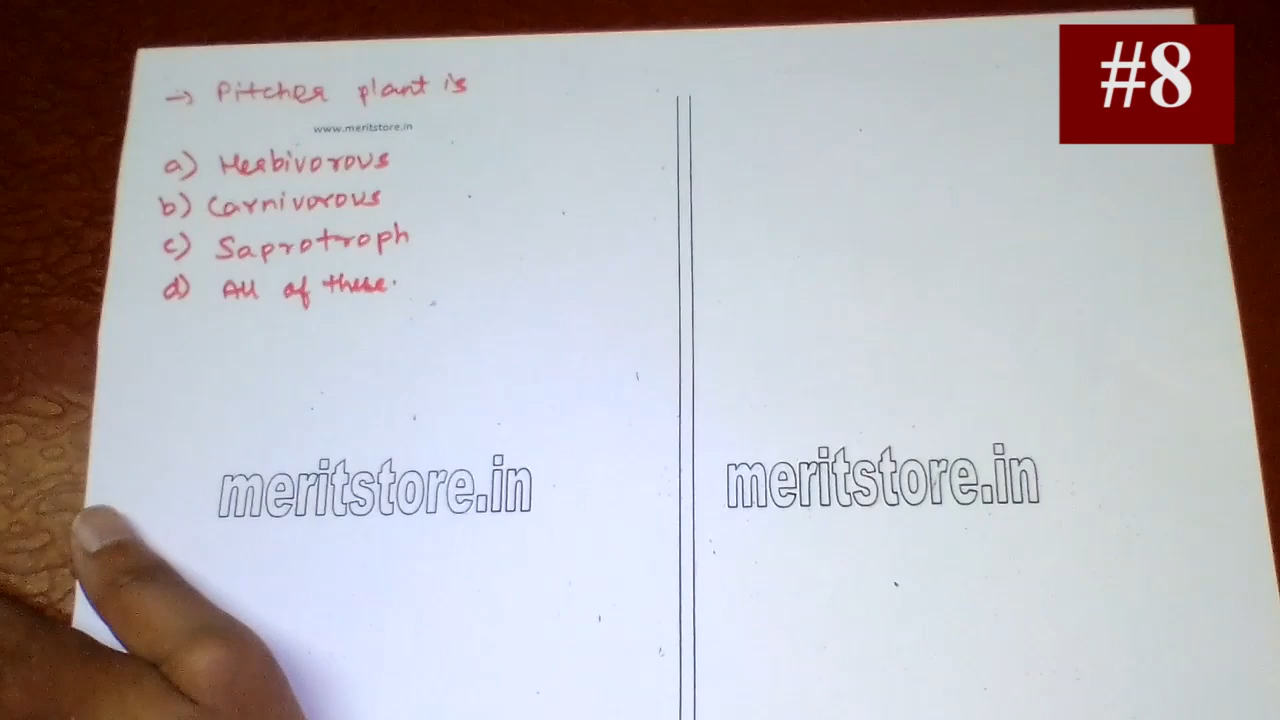 #8
→ Pitcher plant is
www.meritstore.in
a) Herbivorous
b) Carnivorous
c) Saprotroph
d) All of these.
meritstore.in
meritstore.in